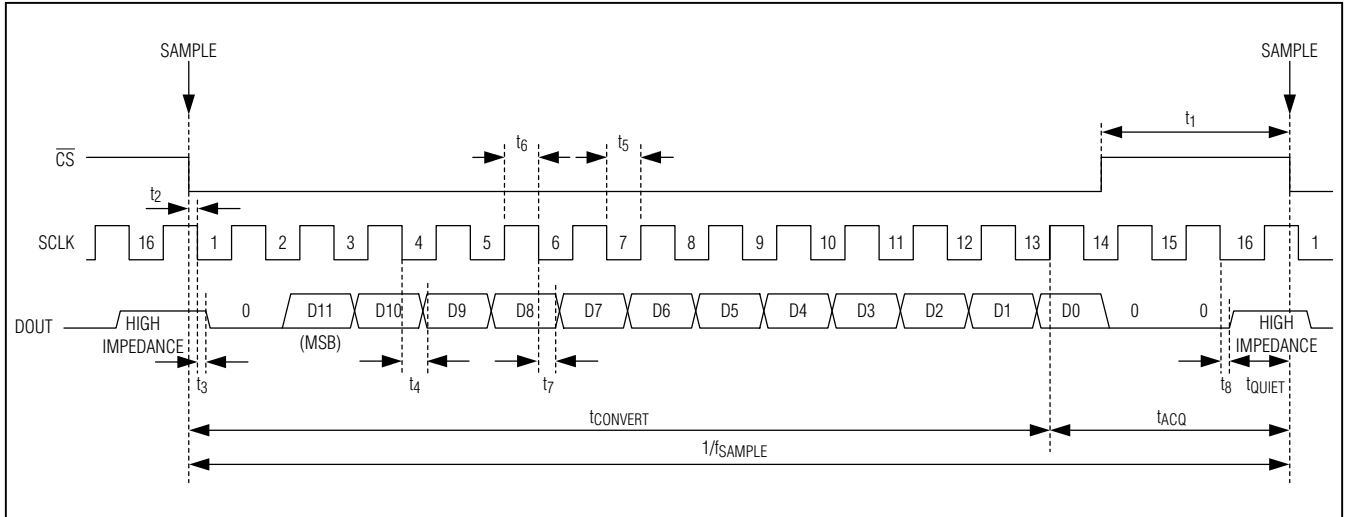 SAMPLE SAMPLE
t1
t6 t5
CS
t2
SCLK 16 1 2 3 4 5 6 7 8 9 10 11 12 13 14 15 16 1
DOUT HIGH IMPEDANCE 0 D11 (MSB) D10 D9 D8 D7 D6 D5 D4 D3 D2 D1 D0 0 0 HIGH IMPEDANCE
t3 t4 t7 t8 tQUIET
tCONVERT tACQ
1/fSAMPLE